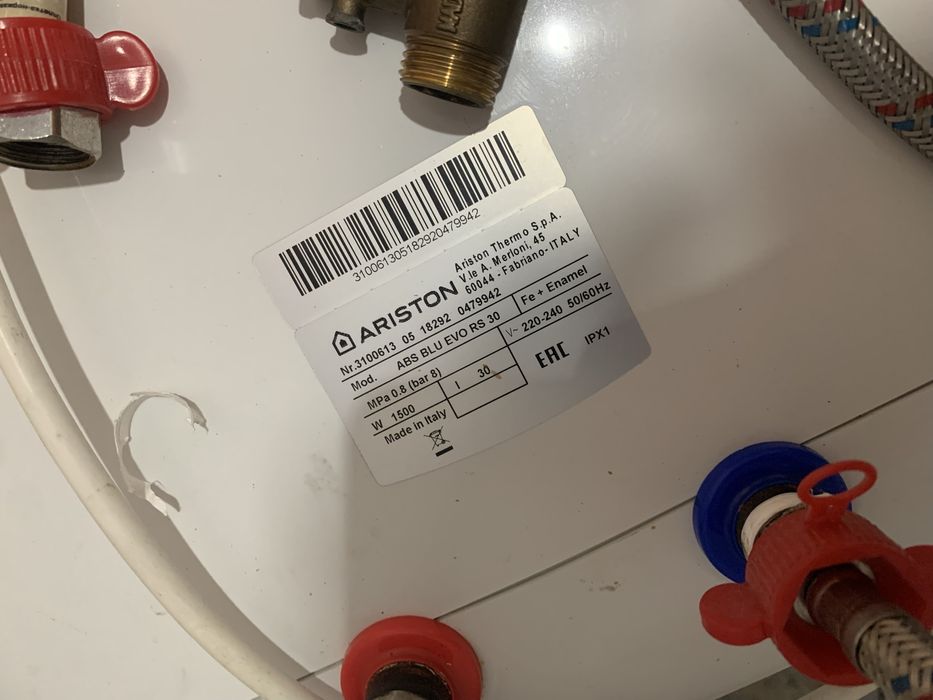 310061305182920479942
ARISTON
Ariston Thermo S.p.A.
V.le A. Merloni, 45
60044 - Fabriano- ITALY
Nr.3100613 05 18292 0479942
Mod. ABS BLU EVO RS 30 Fe + Enamel
MPa 0.8 (bar 8) V~ 220-240 50/60Hz
W 1500 l 30 EAC IPX1
Made in Italy